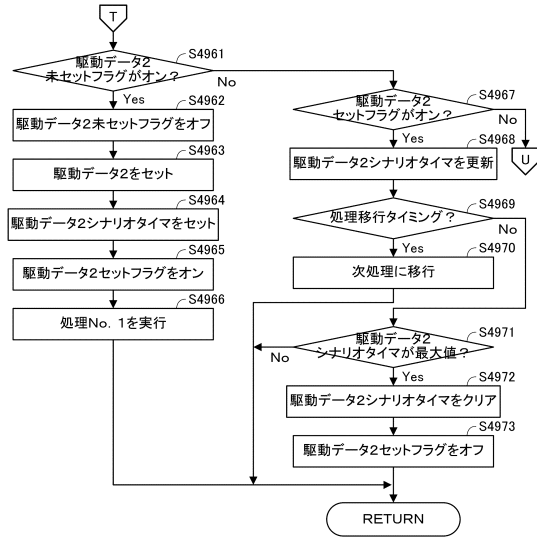 T
S4961
駆動データ2
未セットフラグがオン？
No
Yes
S4962
駆動データ2未セットフラグをオフ
S4963
駆動データ2をセット
S4964
駆動データ2シナリオタイマをセット
S4965
駆動データ2セットフラグをオン
S4966
処理No. 1を実行
S4967
駆動データ2
セットフラグがオン？
No
U
Yes
S4968
駆動データ2シナリオタイマを更新
S4969
処理移行タイミング？
No
Yes
S4970
次処理に移行
S4971
駆動データ2
シナリオタイマが最大値？
No
Yes
S4972
駆動データ2シナリオタイマをクリア
S4973
駆動データ2セットフラグをオフ
RETURN